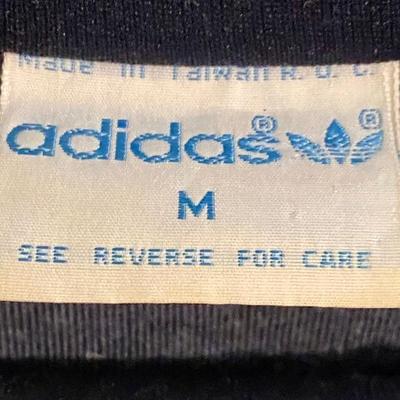 Made in Taiwan R.O.C.
adidas® ®
M
SEE REVERSE FOR CARE